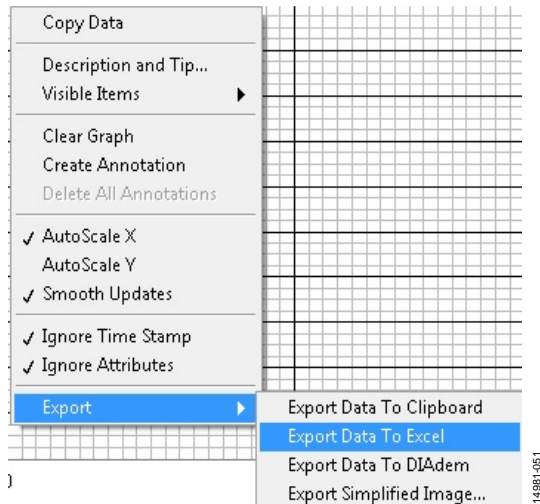 Copy Data
Description and Tip...
Visible Items
Clear Graph
Create Annotation
Delete All Annotations
AutoScale X
AutoScale Y
Smooth Updates
Ignore Time Stamp
Ignore Attributes
Export
Export Data To Clipboard
Export Data To Excel
Export Data To DIAdem
Export Simplified Image...
14981-051